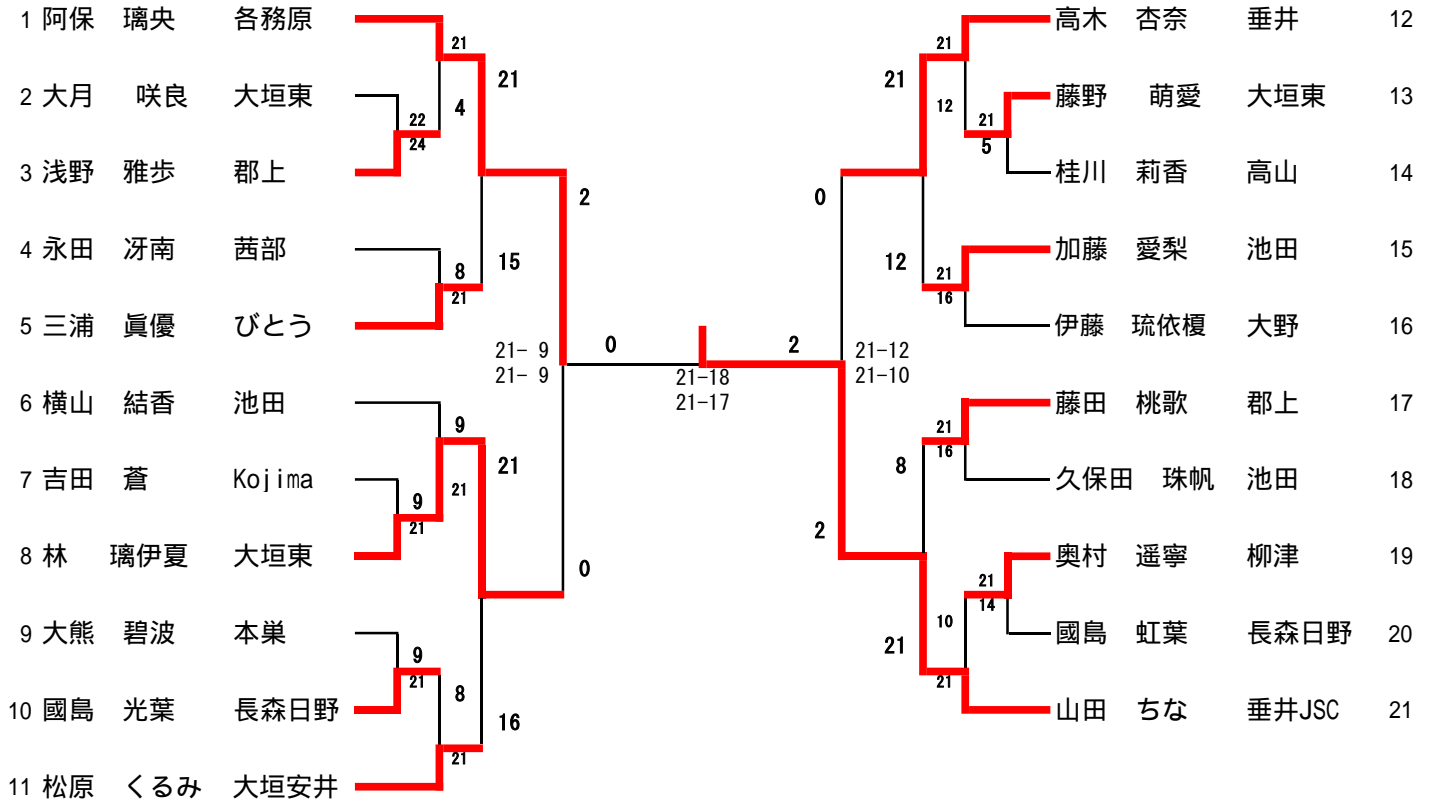 1 阿保 璃央 各務原
21
21
2 大月 咲良 大垣東
4
22
24
3 浅野 雅歩 郡上
2
4 永田 冴南 茜部
15
8
21
5 三浦 眞優 びとう
21- 9
21- 9
0
6 横山 結香 池田
9
21
7 吉田 蒼 Kojima
21
9
21
8 林 璃伊夏 大垣東
0
9 大熊 碧波 本巣
9
21
8
10 國島 光葉 長森日野
16
21
11 松原 くるみ 大垣安井
21-18
21-17
高木 杏奈 垂井 12
21
21
藤野 萌愛 大垣東 13
12
21
5
桂川 莉香 高山 14
0
加藤 愛梨 池田 15
12
21
16
伊藤 琉依榎 大野 16
2
21-12
21-10
藤田 桃歌 郡上 17
21
16
8
久保田 珠帆 池田 18
2
奥村 遥寧 柳津 19
21
14
10
國島 虹葉 長森日野 20
21
21
山田 ちな 垂井JSC 21